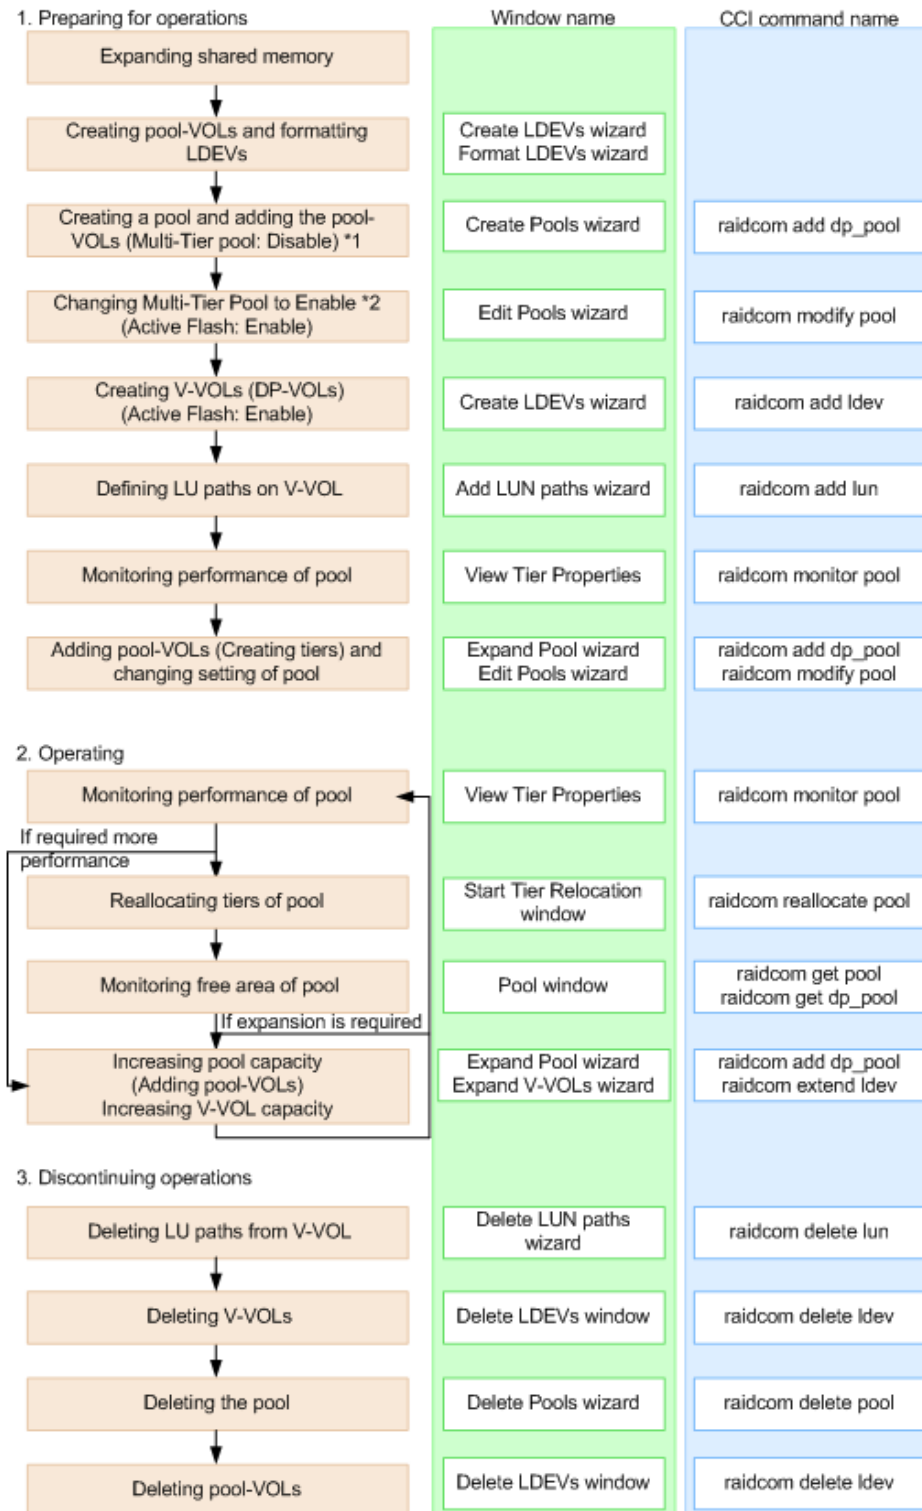 1. Preparing for operations
Window name
CCI command name
Expanding shared memory
Creating pool-VOLs and formatting
LDEVs
Create LDEVs wizard
Format LDEVs wizard
Creating a pool and adding the pool-
VOLs (Multi-Tier pool: Disable) *1
Create Pools wizard
raidcom add dp_pool
Changing Multi-Tier Pool to Enable *2
(Active Flash: Enable)
Edit Pools wizard
raidcom modify pool
Creating V-VOLs (DP-VOLs)
(Active Flash: Enable)
Create LDEVs wizard
raidcom add ldev
Defining LU paths on V-VOL
Add LUN paths wizard
raidcom add lun
Monitoring performance of pool
View Tier Properties
raidcom monitor pool
Adding pool-VOLs (Creating tiers) and
changing setting of pool
Expand Pool wizard
Edit Pools wizard
raidcom add dp_pool
raidcom modify pool
2. Operating
Monitoring performance of pool
View Tier Properties
raidcom monitor pool
If required more
performance
Reallocating tiers of pool
Start Tier Relocation
window
raidcom reallocate pool
Monitoring free area of pool
Pool window
raidcom get pool
raidcom get dp_pool
If expansion is required
Increasing pool capacity
(Adding pool-VOLs)
Increasing V-VOL capacity
Expand Pool wizard
Expand V-VOLs wizard
raidcom add dp_pool
raidcom extend ldev
3. Discontinuing operations
Deleting LU paths from V-VOL
Delete LUN paths
wizard
raidcom delete lun
Deleting V-VOLs
Delete LDEVs window
raidcom delete ldev
Deleting the pool
Delete Pools wizard
raidcom delete pool
Deleting pool-VOLs
Delete LDEVs window
raidcom delete ldev